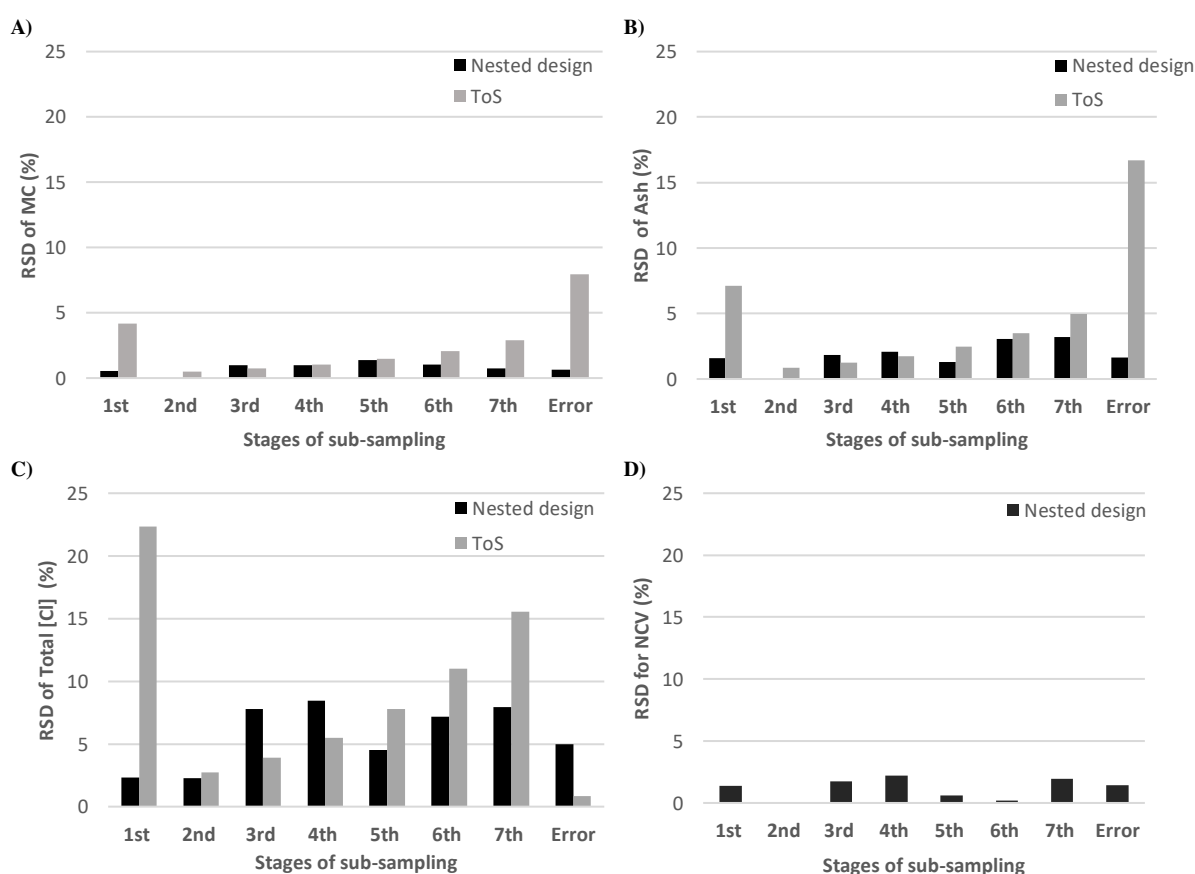 A)
25
20
15
10
5
0
RSD of MC (%)
Nested design
ToS
1st 2nd 3rd 4th 5th 6th 7th Error
Stages of sub-sampling
B)
25
20
15
10
5
0
RSD of Ash (%)
Nested design
ToS
1st 2nd 3rd 4th 5th 6th 7th Error
Stages of sub-sampling
C)
25
20
15
10
5
0
RSD of Total [Cl] (%)
Nested design
ToS
1st 2nd 3rd 4th 5th 6th 7th Error
Stages of sub-sampling
D)
25
20
15
10
5
0
RSD for NCV (%)
Nested design
1st 2nd 3rd 4th 5th 6th 7th Error
Stages of sub-sampling